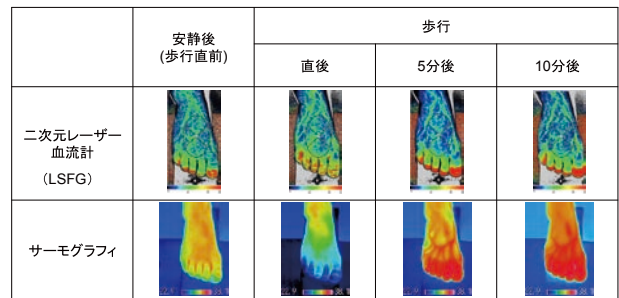 安静後
(歩行直前)
歩行
直後
5分後
10分後
二次元レーザー
血流計
（LSFG）
サーモグラフィ